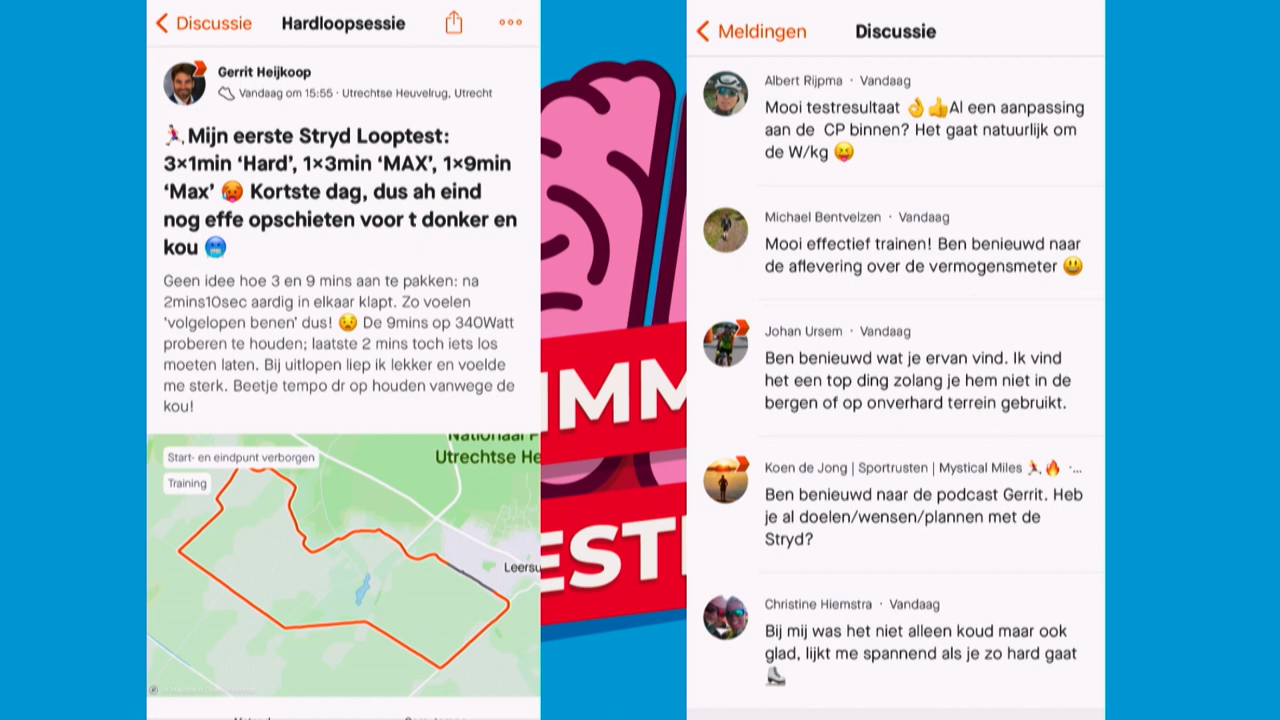 Discussie
Hardloopsessie
Gerrit Heijkoop
Vandaag om 15:55 · Utrechtse Heuvelrug, Utrecht
🏃🏻‍♂️Mijn eerste Stryd Looptest:
3×1min ‘Hard’, 1×3min ‘MAX’, 1×9min
‘Max’ 🥵 Kortste dag, dus ah eind
nog effe opschieten voor t donker en
kou 🥶
Geen idee hoe 3 en 9 mins aan te pakken: na
2mins10sec aardig in elkaar klapt. Zo voelen
‘volgelopen benen’ dus! 😧 De 9mins op 340Watt
proberen te houden; laatste 2 mins toch iets los
moeten laten. Bij uitlopen liep ik lekker en voelde
me sterk. Beetje tempo dr op houden vanwege de
kou!
Nationaal P
Utrechtse He
Start- en eindpunt verborgen
Training
Leersu
IMM
EST
Meldingen
Discussie
Albert Rijpma · Vandaag
Mooi testresultaat 👌👍Al een aanpassing
aan de  CP binnen? Het gaat natuurlijk om
de W/kg 😝
Michael Bentvelzen · Vandaag
Mooi effectief trainen! Ben benieuwd naar
de aflevering over de vermogensmeter 😃
Johan Ursem · Vandaag
Ben benieuwd wat je ervan vind. Ik vind
het een top ding zolang je hem niet in de
bergen of op onverhard terrein gebruikt.
Koen de Jong | Sportrusten | Mystical Miles 🏃🔥 ·...
Ben benieuwd naar de podcast Gerrit. Heb
je al doelen/wensen/plannen met de
Stryd?
Christine Hiemstra · Vandaag
Bij mij was het niet alleen koud maar ook
glad, lijkt me spannend als je zo hard gaat
⛸️